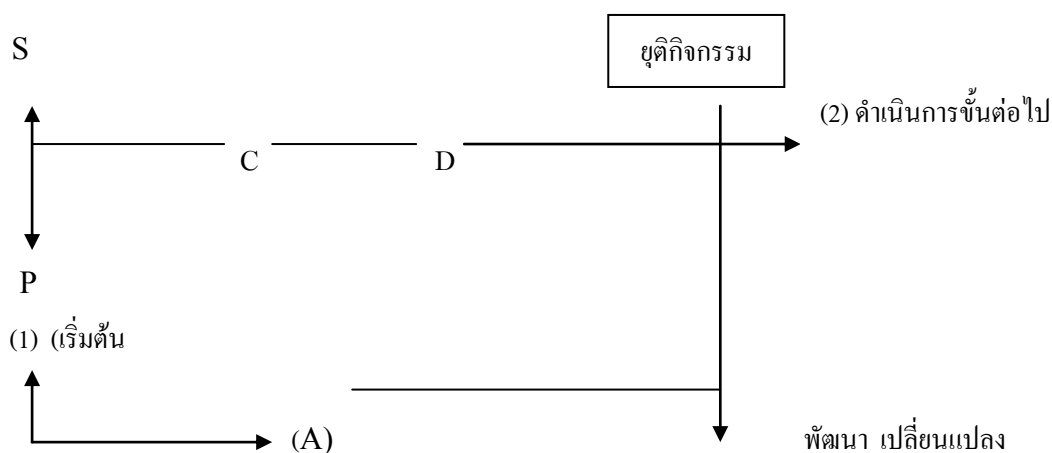 S
ยุติกิจกรรม
(2) ดำเนินการขั้นต่อไป
C
D
P
(1) (เริ่มต้น
(A)
พัฒนา เปลี่ยนแปลง